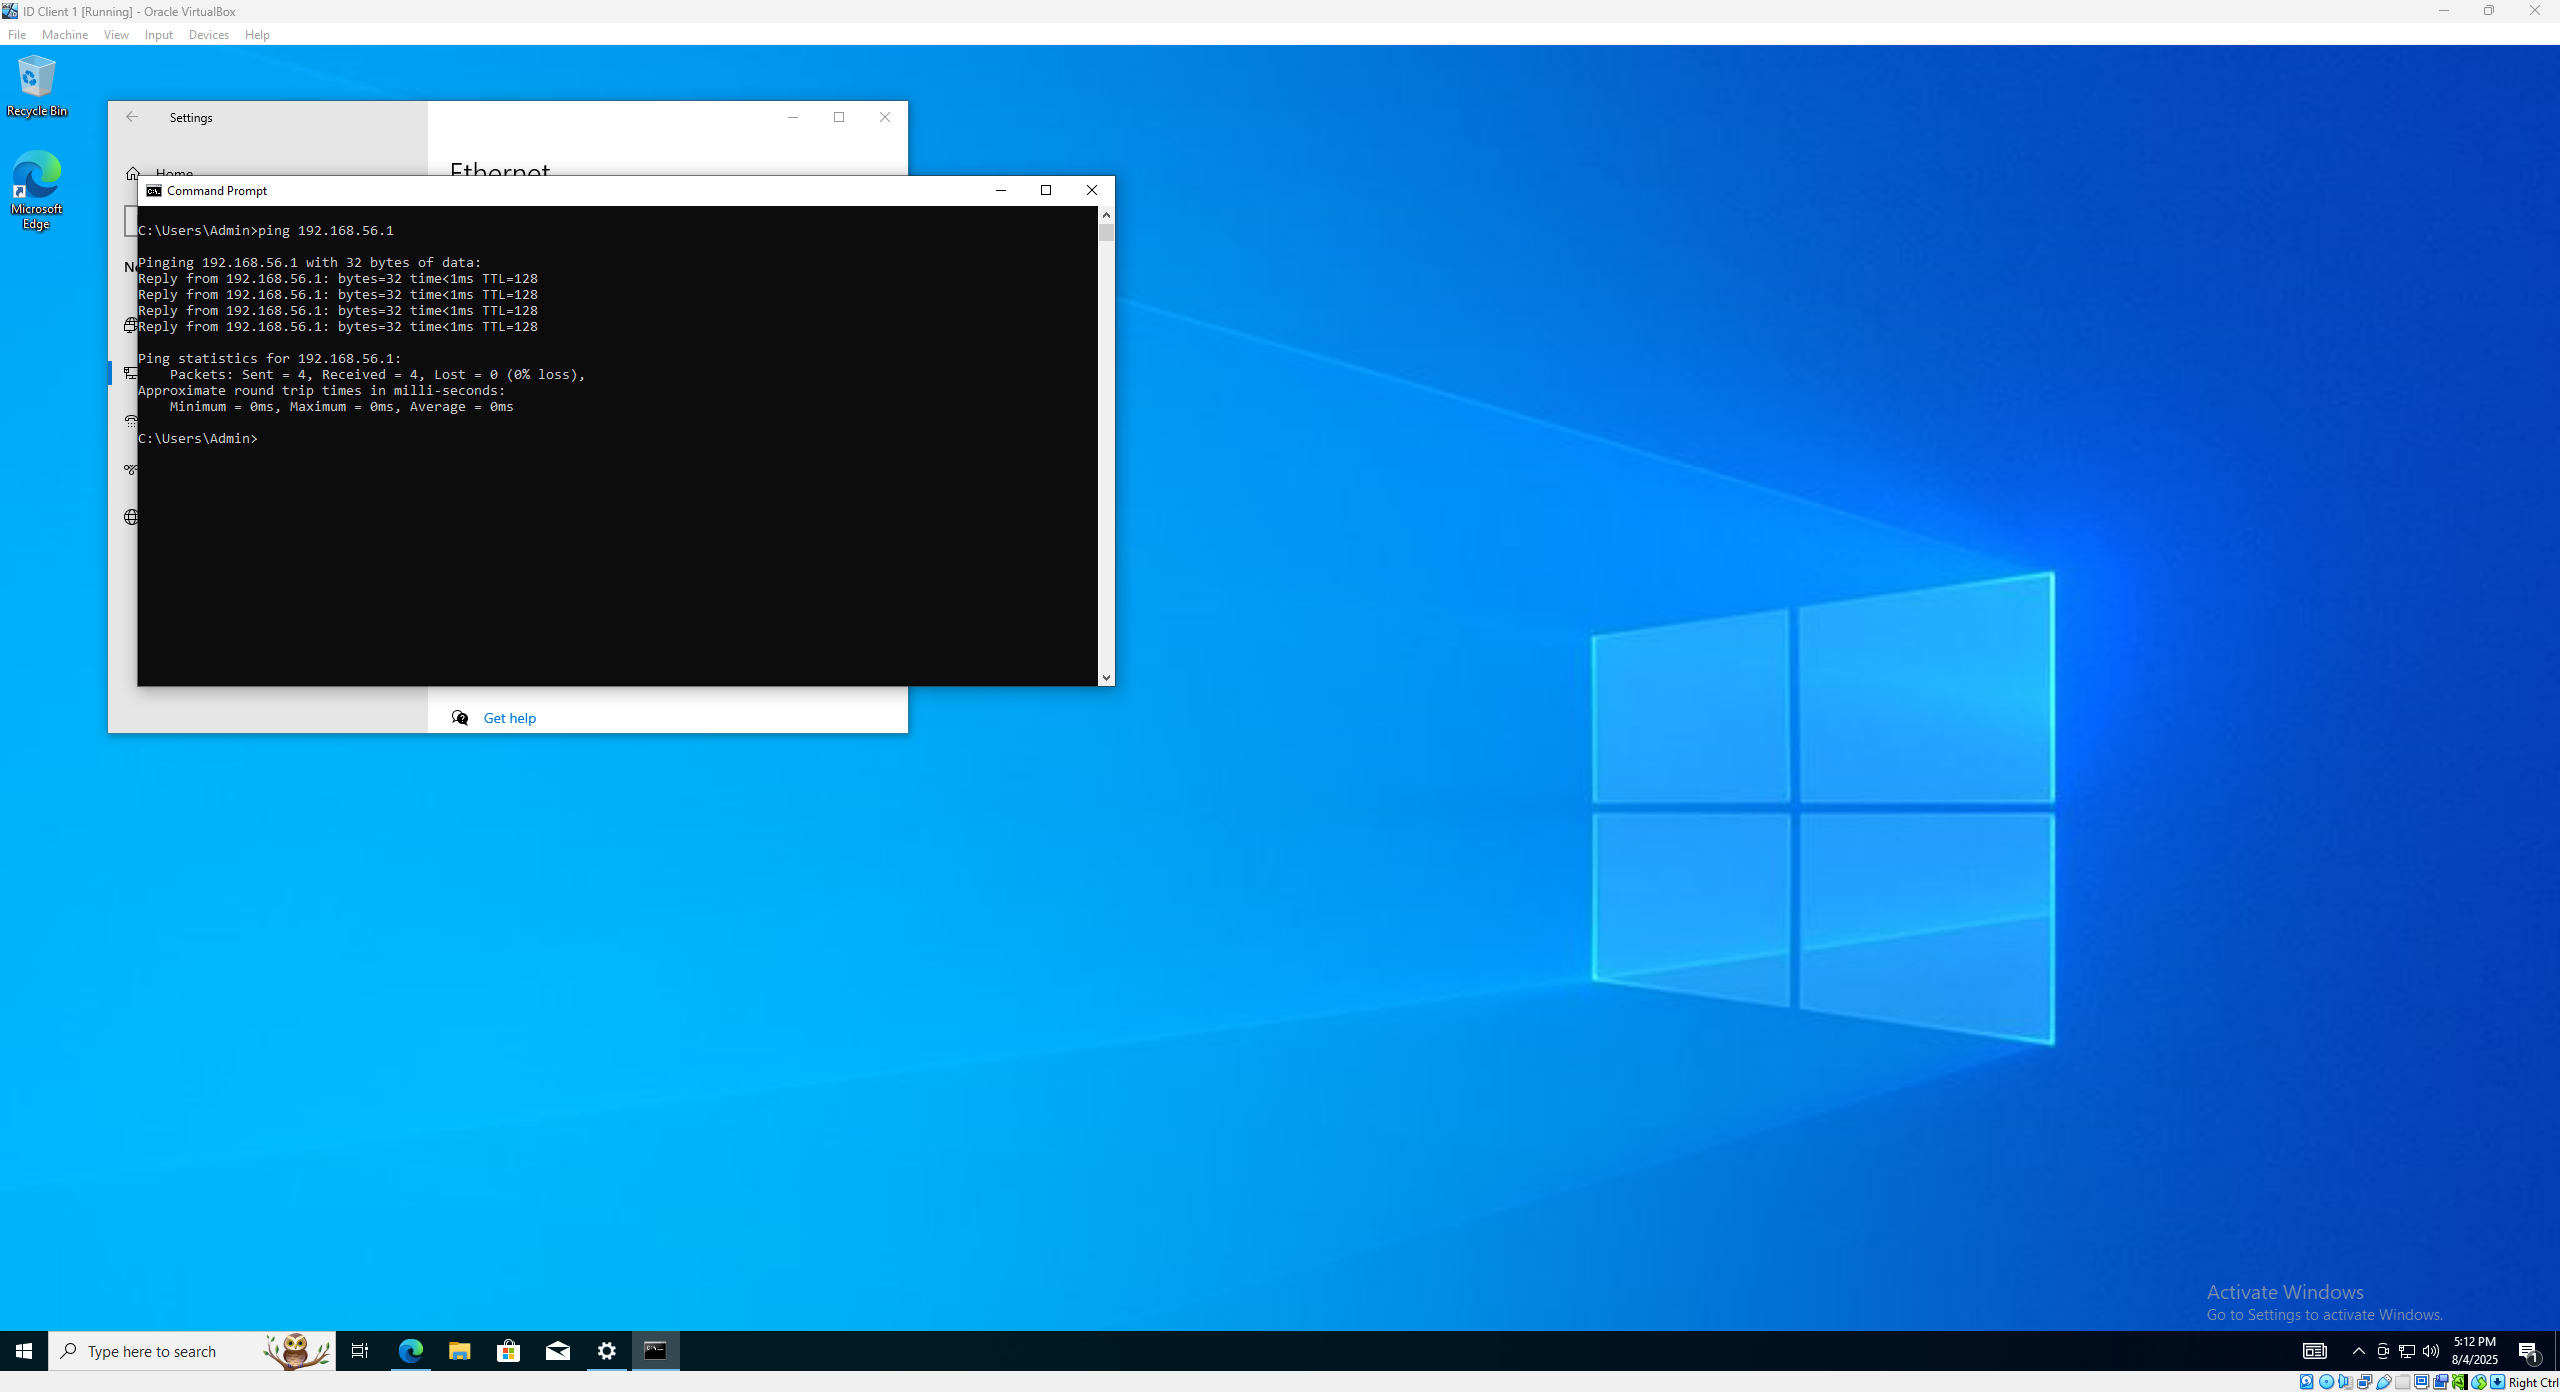 ID Client 1 [Running] - Oracle VirtualBox
File Machine View Input Devices Help
Recycle Bin
Microsoft
Edge
Settings
Home
Ethernet
Command Prompt
C:\Users\Admin>ping 192.168.56.1
Pinging 192.168.56.1 with 32 bytes of data:
Reply from 192.168.56.1: bytes=32 time<1ms TTL=128
Reply from 192.168.56.1: bytes=32 time<1ms TTL=128
Reply from 192.168.56.1: bytes=32 time<1ms TTL=128
Reply from 192.168.56.1: bytes=32 time<1ms TTL=128
Ping statistics for 192.168.56.1:
Packets: Sent = 4, Received = 4, Lost = 0 (0% loss),
Approximate round trip times in milli-seconds:
Minimum = 0ms, Maximum = 0ms, Average = 0ms
C:\Users\Admin>
Get help
Activate Windows
Go to Settings to activate Windows.
Type here to search
5:12 PM
8/4/2025
1
Right Ctrl